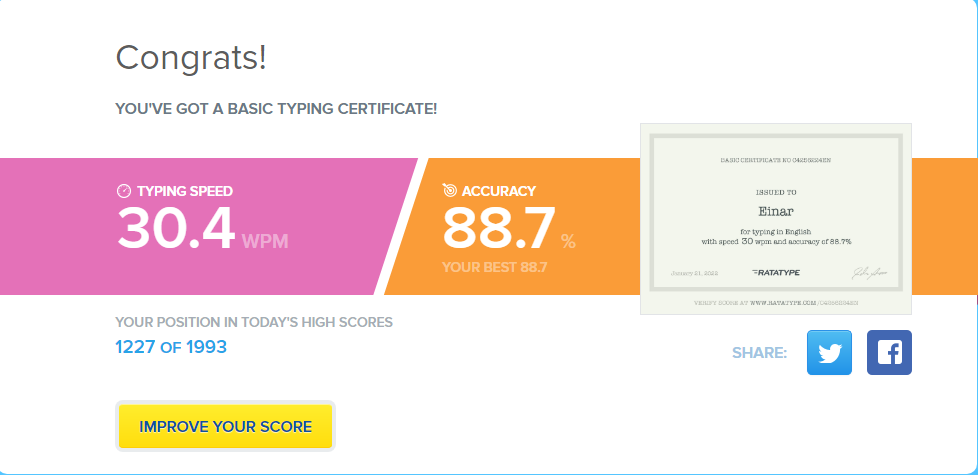 Congrats!
YOU'VE GOT A BASIC TYPING CERTIFICATE!
TYPING SPEED
30.4 WPM
ACCURACY
88.7 %
YOUR BEST 88.7
BASIC CERTIFICATE NO
ISSUED TO
Einar
for typing in English
with speed 30 wpm and accuracy of 88.7%
January 21, 2022
RATATYPE
VERIFY SCORE AT WWW.RATATYPE.COM
YOUR POSITION IN TODAY'S HIGH SCORES
1227 OF 1993
SHARE:
IMPROVE YOUR SCORE